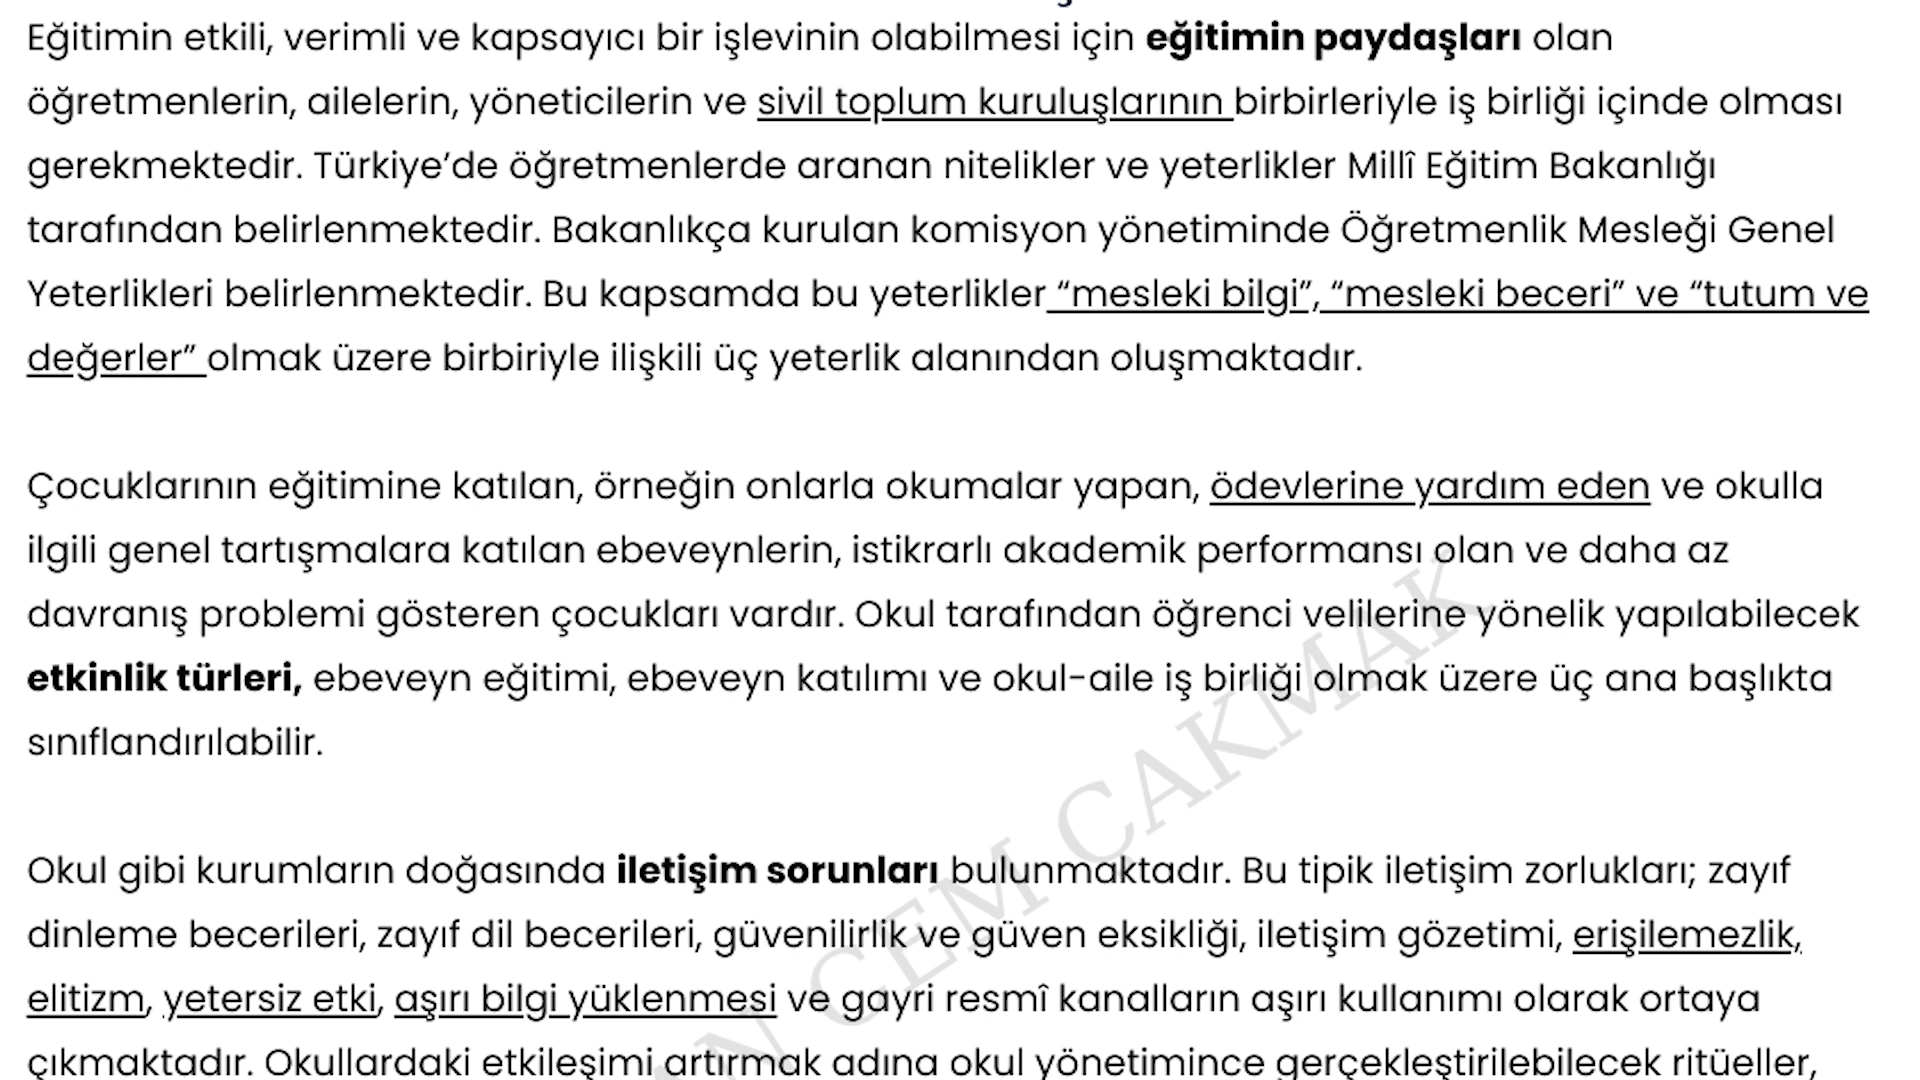 Eğitimin etkili, verimli ve kapsayıcı bir işlevinin olabilmesi için eğitimin paydaşları olan
öğretmenlerin, ailelerin, yöneticilerin ve sivil toplum kuruluşlarının birbirleriyle iş birliği içinde olması
gerekmektedir. Türkiye’de öğretmenlerde aranan nitelikler ve yeterlikler Millî Eğitim Bakanlığı
tarafından belirlenmektedir. Bakanlıkça kurulan komisyon yönetiminde Öğretmenlik Mesleği Genel
Yeterlikleri belirlenmektedir. Bu kapsamda bu yeterlikler “mesleki bilgi”, “mesleki beceri” ve “tutum ve
değerler” olmak üzere birbiriyle ilişkili üç yeterlik alanından oluşmaktadır.
Çocuklarının eğitimine katılan, örneğin onlarla okumalar yapan, ödevlerine yardım eden ve okulla
ilgili genel tartışmalara katılan ebeveynlerin, istikrarlı akademik performansı olan ve daha az
davranış problemi gösteren çocukları vardır. Okul tarafından öğrenci velilerine yönelik yapılabilecek
etkinlik türleri, ebeveyn eğitimi, ebeveyn katılımı ve okul-aile iş birliği olmak üzere üç ana başlıkta
sınıflandırılabilir.
Okul gibi kurumların doğasında iletişim sorunları bulunmaktadır. Bu tipik iletişim zorlukları; zayıf
dinleme becerileri, zayıf dil becerileri, güvenilirlik ve güven eksikliği, iletişim gözetimi, erişilemezlik,
elitizm, yetersiz etki, aşırı bilgi yüklenmesi ve gayri resmî kanalların aşırı kullanımı olarak ortaya
çıkmaktadır. Okullardaki etkileşimi artırmak adına okul yönetimince gerçekleştirilebilecek ritüeller,
CEM ÇAKMAK